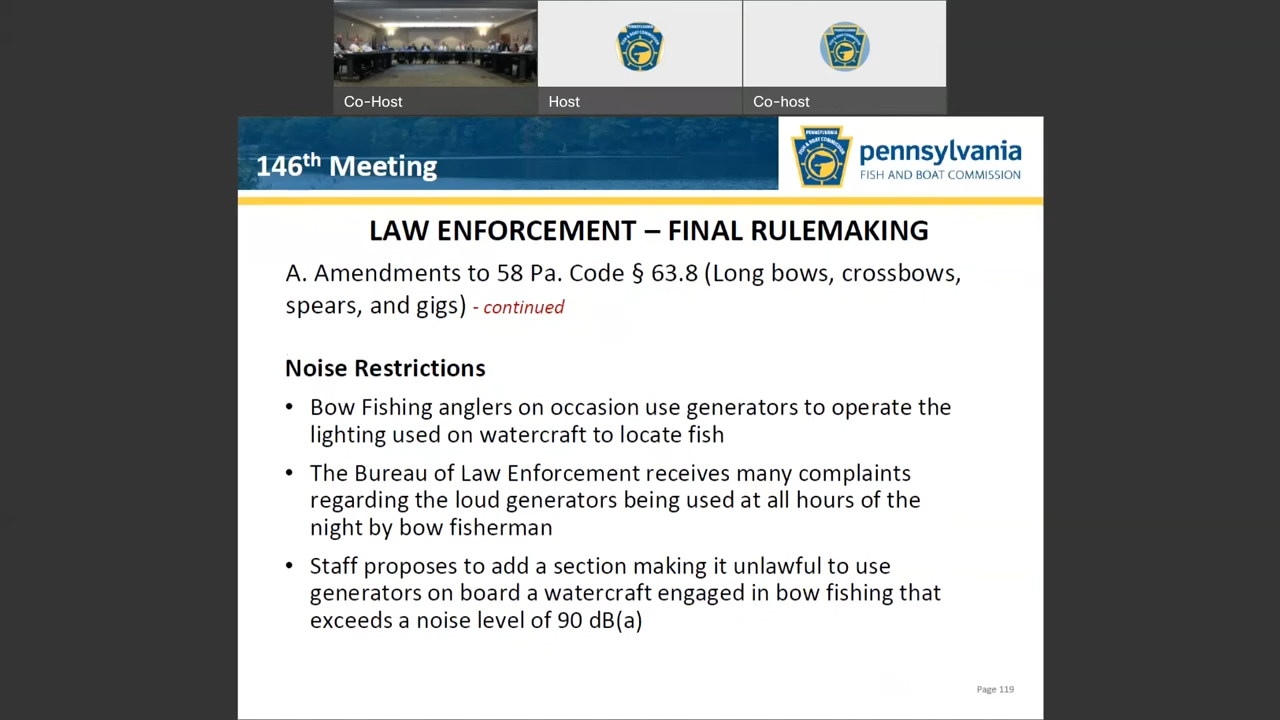 Co-Host
Host
Co-host
146th Meeting
pennsylvania
FISH AND BOAT COMMISSION
LAW ENFORCEMENT – FINAL RULEMAKING
A. Amendments to 58 Pa. Code § 63.8 (Long bows, crossbows,
spears, and gigs) - continued
Noise Restrictions
• Bow Fishing anglers on occasion use generators to operate the
lighting used on watercraft to locate fish
• The Bureau of Law Enforcement receives many complaints
regarding the loud generators being used at all hours of the
night by bow fisherman
• Staff proposes to add a section making it unlawful to use
generators on board a watercraft engaged in bow fishing that
exceeds a noise level of 90 dB(a)
Page 119